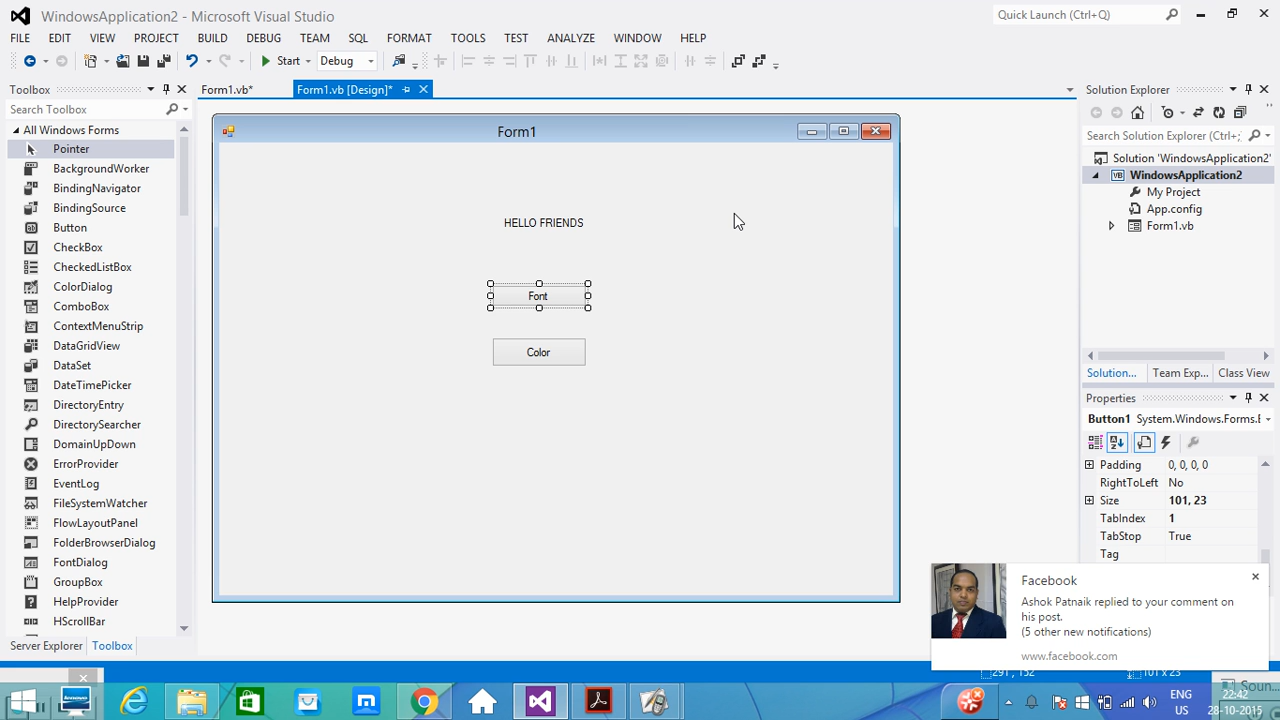 WindowsApplication2 - Microsoft Visual Studio
Quick Launch (Ctrl+Q)
FILE EDIT VIEW PROJECT BUILD DEBUG TEAM SQL FORMAT TOOLS TEST ANALYZE WINDOW HELP
Start Debug
Toolbox
Form1.vb*
Form1.vb [Design]*
Solution Explorer
Search Toolbox
Search Solution Explorer (Ctrl+;
All Windows Forms
Pointer
BackgroundWorker
BindingNavigator
BindingSource
Button
CheckBox
CheckedListBox
ColorDialog
ComboBox
ContextMenuStrip
DataGridView
DataSet
DateTimePicker
DirectoryEntry
DirectorySearcher
DomainUpDown
ErrorProvider
EventLog
FileSystemWatcher
FlowLayoutPanel
FolderBrowserDialog
FontDialog
GroupBox
HelpProvider
HScrollBar
Server Explorer Toolbox
Form1
HELLO FRIENDS
Font
Color
Solution 'WindowsApplication2'
VB WindowsApplication2
My Project
App.config
Form1.vb
Solution... Team Exp... Class View
Properties
Button1 System.Windows.Forms.
Padding 0, 0, 0, 0
RightToLeft No
Size 101, 23
TabIndex 1
TabStop True
Tag
Facebook
Ashok Patnaik replied to your comment on
his post.
(5 other new notifications)
www.facebook.com
101 x 23
Lenovo
ENG
US
22:42
28-10-2015